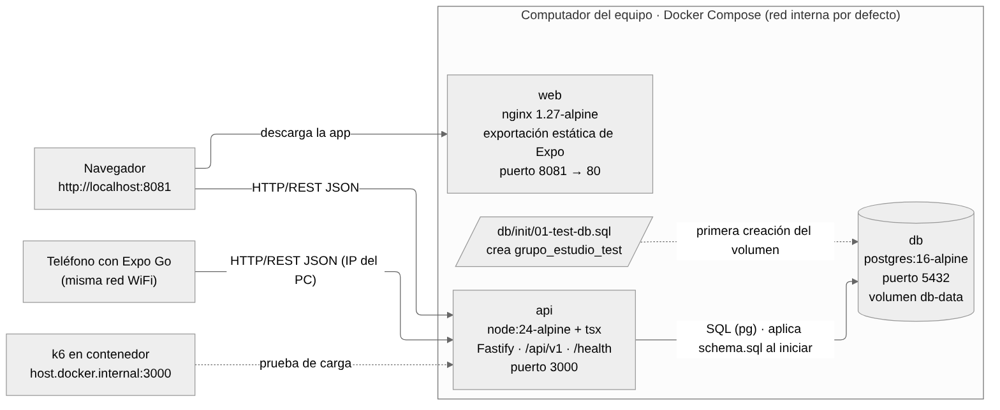 Computador del equipo · Docker Compose (red interna por defecto)
web
nginx 1.27-alpine
exportación estática de
Expo
puerto 8081 → 80
descarga la app
Navegador
http://localhost:8081
HTTP/REST JSON
db/init/01-test-db.sql
crea grupo_estudio_test
primera creación del
volumen
db
postgres:16-alpine
puerto 5432
volumen db-data
Teléfono con Expo Go
(misma red WiFi)
HTTP/REST JSON (IP del
PC)
api
node:24-alpine + tsx
Fastify · /api/v1 · /health
puerto 3000
SQL (pg) · aplica
schema.sql al iniciar
k6 en contenedor
host.docker.internal:3000
prueba de carga